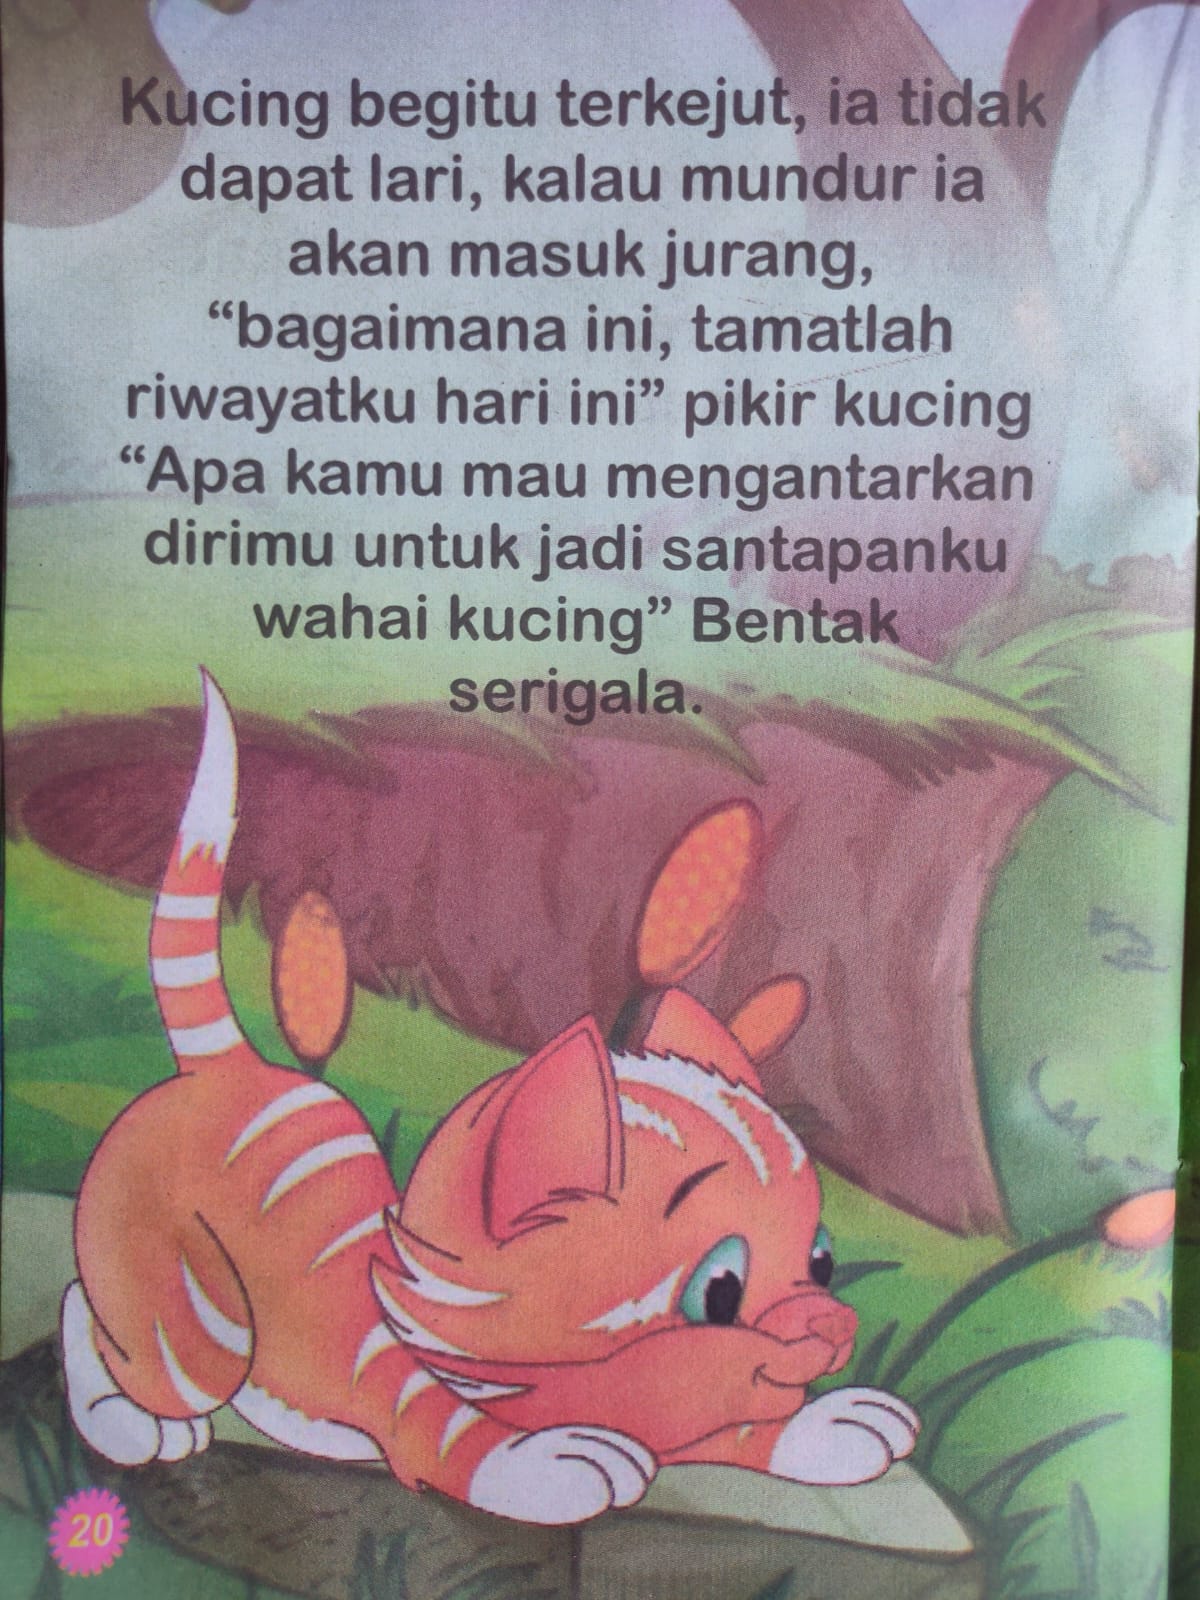 Kucing begitu terkejut, ia tidak
dapat lari, kalau mundur ia
akan masuk jurang,
“bagaimana ini, tamatlah
riwayatku hari ini” pikir kucing
“Apa kamu mau mengantarkan
dirimu untuk jadi santapanku
wahai kucing” Bentak
serigala.
20